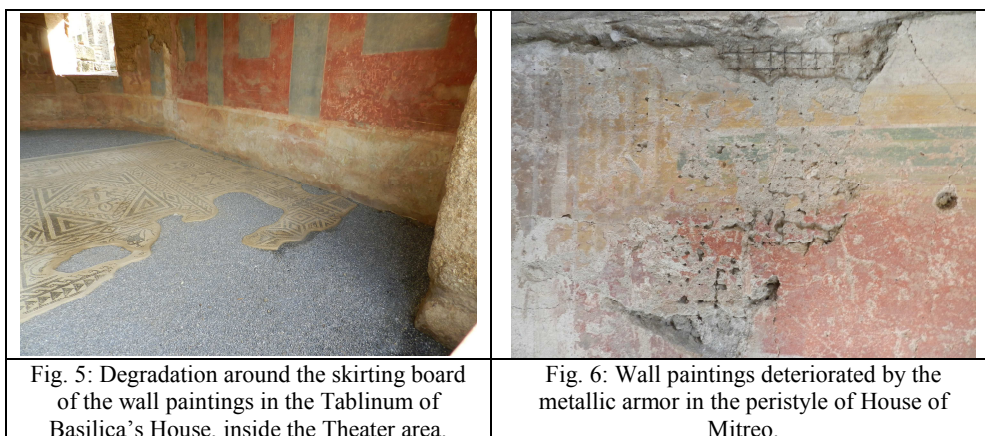 Fig. 5: Degradation around the skirting board
of the wall paintings in the Tablinum of
Basilica's House, inside the Theater area.
Fig. 6: Wall paintings deteriorated by the
metallic armor in the peristyle of House of
Mitreo.